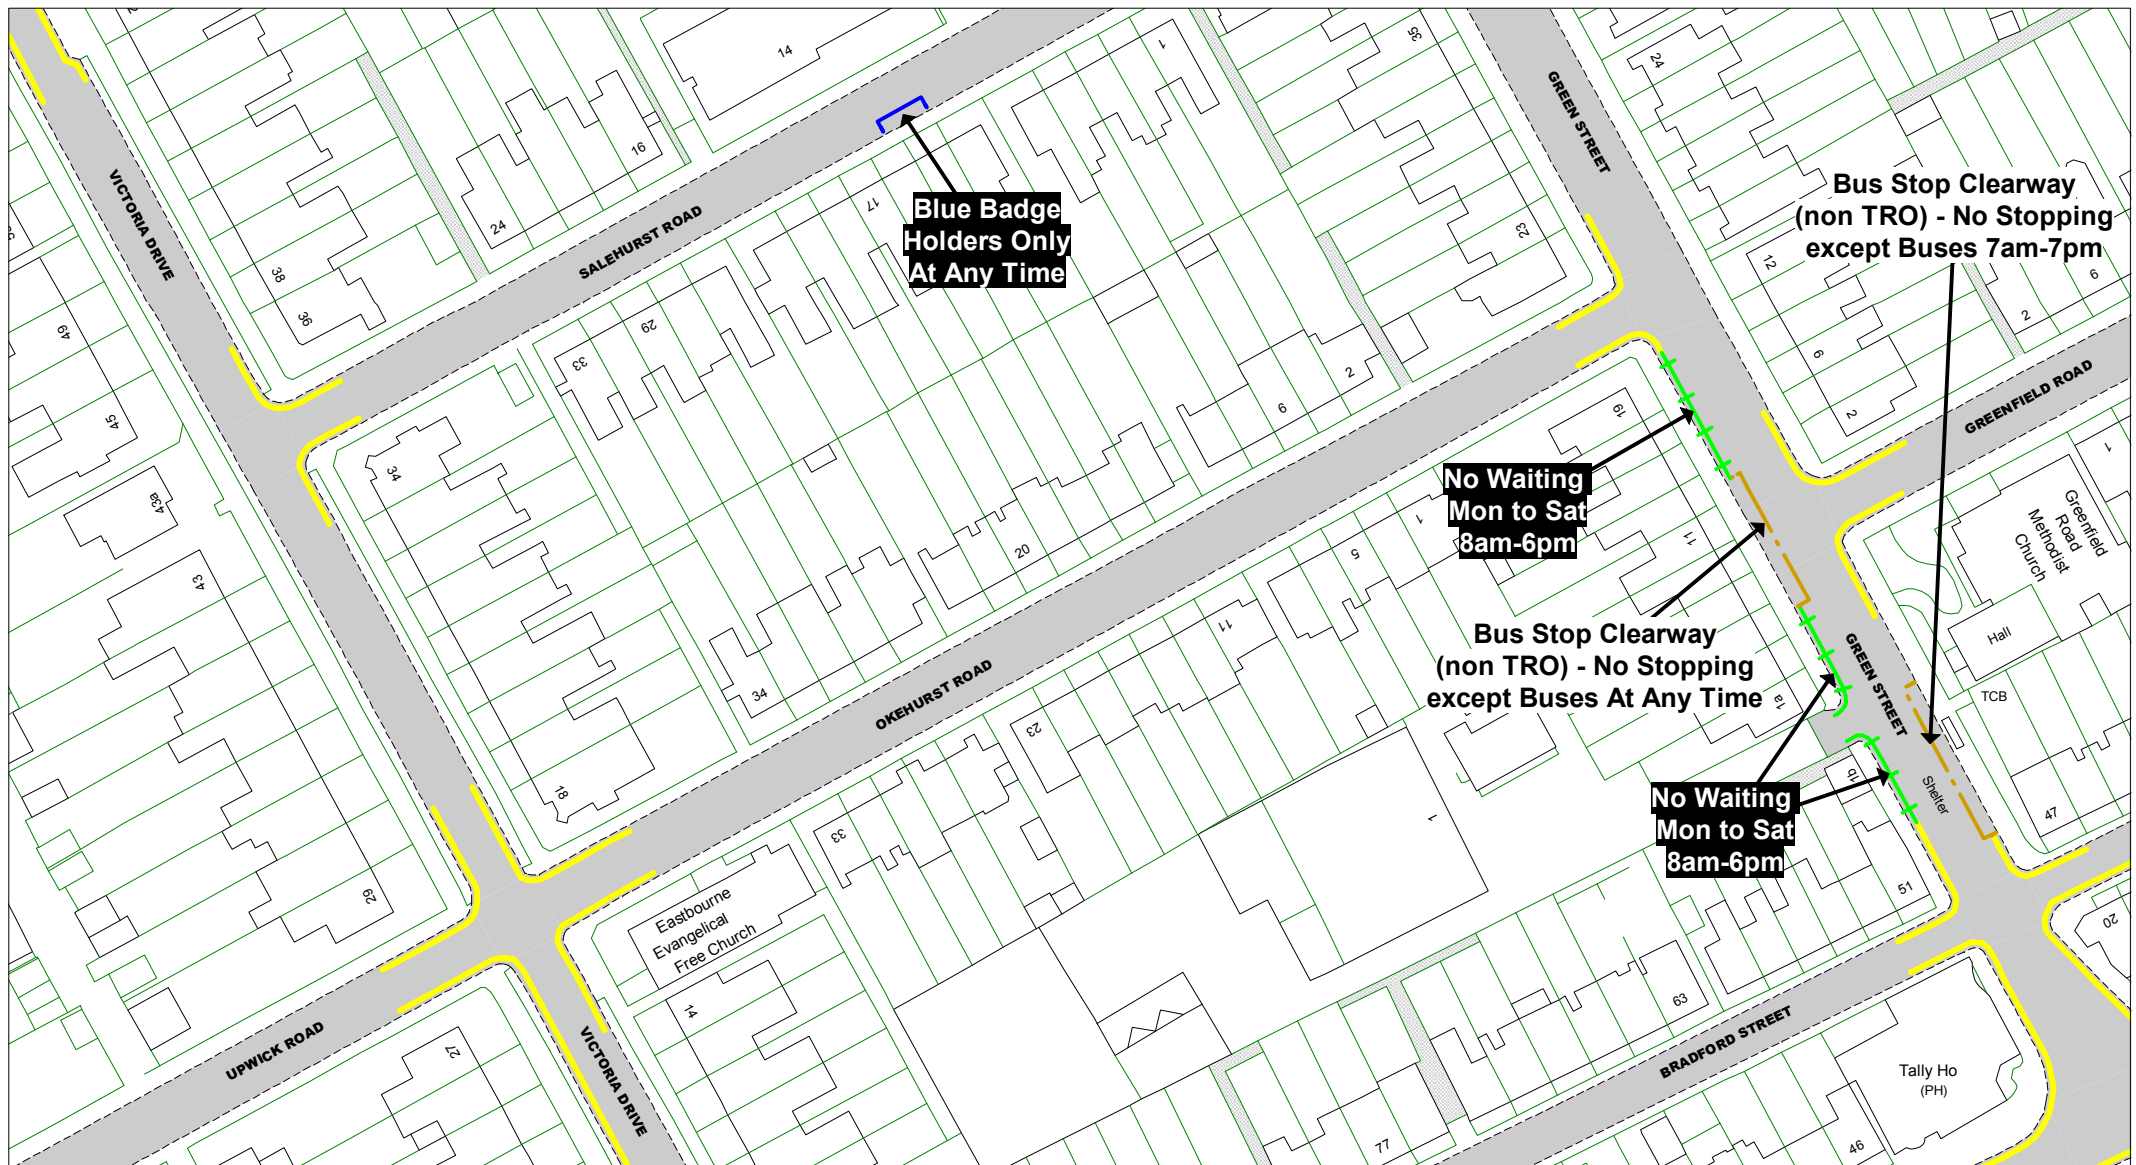 14
1
35
24
GREEN STREET
VICTORIA DRIVE
16
24
SALEHURST ROAD
17
Blue Badge
Holders Only
At Any Time
23
12
Bus Stop Clearway
(non TRO) - No Stopping
except Buses 7am-7pm
9
2
38
36
49
45
29
33
6
2
GREENFIELD ROAD
2
9
19
1
34
43a
43
No Waiting
Mon to Sat
8am-6pm
20
5
1
11
Greenfield
Road
Methodist
Church
Hall
TCB
34
OKEHURST ROAD
11
23
Bus Stop Clearway
(non TRO) - No Stopping
except Buses At Any Time
1a
GREEN STREET
1b
Shelter
47
No Waiting
Mon to Sat
8am-6pm
18
33
1
29
51
20
Eastbourne
Evangelical
Free Church
14
63
UPWICK ROAD
27
VICTORIA DRIVE
BRADFORD STREET
Tally Ho
(PH)
77
46